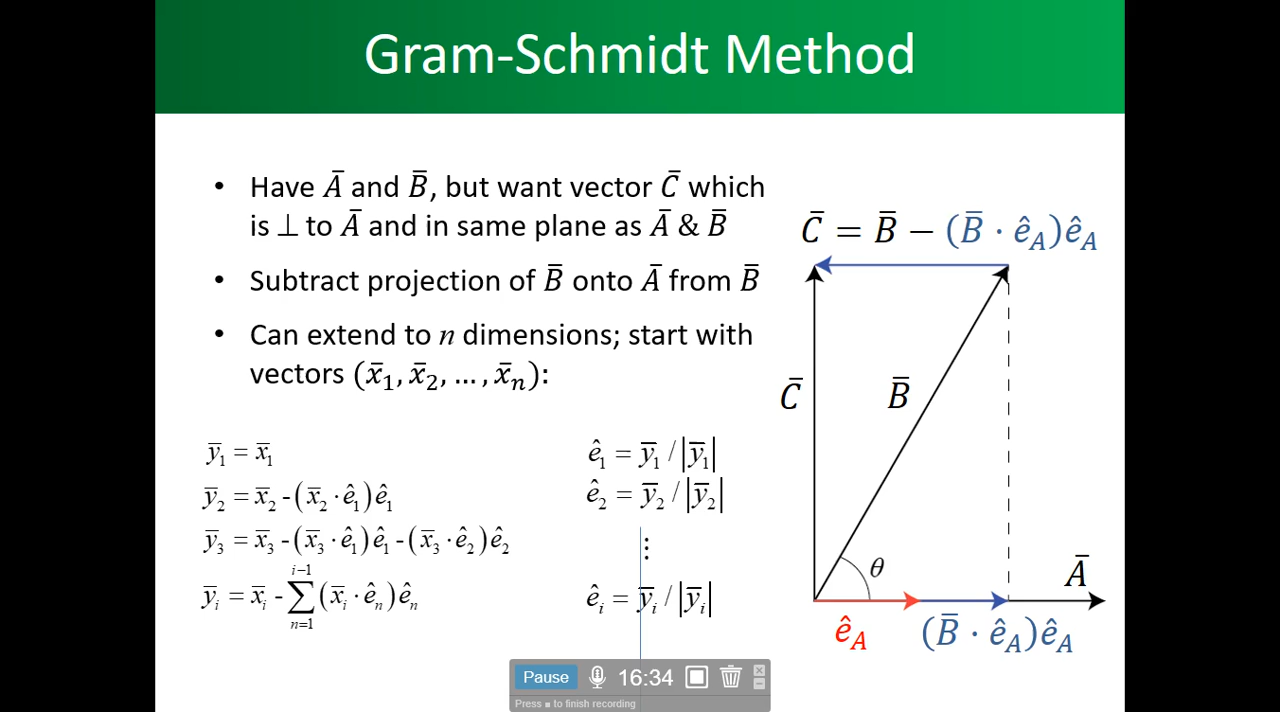 Gram-Schmidt Method
• Have A̅ and B̅, but want vector C̅ which
is ⊥ to A̅ and in same plane as A̅ & B̅
• Subtract projection of B̅ onto A̅ from B̅
• Can extend to n dimensions; start with
vectors (x̅₁, x̅₂, …, x̅ₙ):
y̅₁ = x̅₁
y̅₂ = x̅₂ -(x̅₂ · ê₁)ê₁
y̅₃ = x̅₃ -(x̅₃ · ê₁)ê₁ -(x̅₃ · ê₂)ê₂
y̅ᵢ = x̅ᵢ - ∑ₙ₌₁ⁱ⁻¹ (x̅ᵢ · êₙ)êₙ
ê₁ = y̅₁ / |y̅₁|
ê₂ = y̅₂ / |y̅₂|
⋮
êᵢ = y̅ᵢ / |y̅ᵢ|
C̅ = B̅ − (B̅ · ê_A)ê_A
C̅
B̅
θ
A̅
ê_A
(B̅ · ê_A)ê_A
Pause 16:34
Press ■ to finish recording